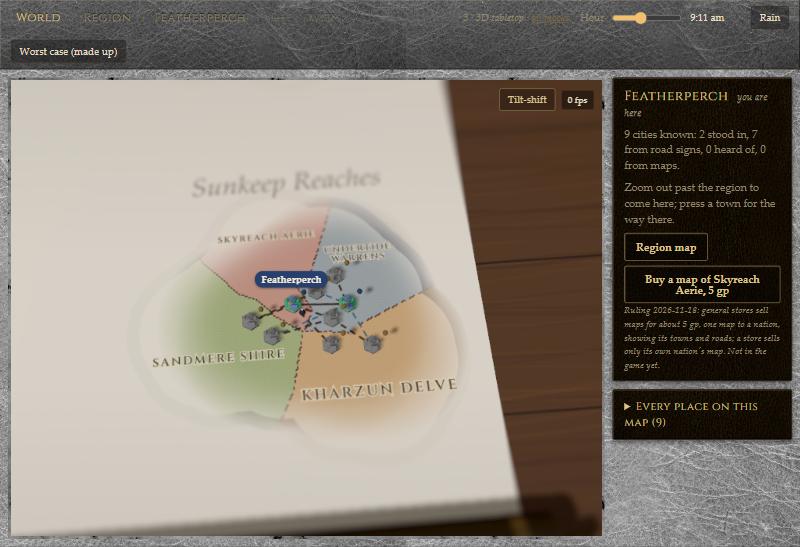 World Region Featherperch
3 · 3D tabletop Hour 9:11 am Rain
Worst case (made up)
Tilt-shift 0 fps
Sunkeep Reaches
Skyreach Aerie
Undertide
Warrens
Featherperch
Sandmere Shire
Kharzun Delve
Featherperch you are
here
9 cities known: 2 stood in, 7
from road signs, 0 heard of, 0
from maps.
Zoom out past the region to
come here; press a town for the
way there.
Region map
Buy a map of Skyreach
Aerie, 5 gp
Ruling 2026-11-18: general stores sell
maps for about 5 gp, one map to a nation,
showing its towns and roads; a store sells
only its own nation's map. Not in the
game yet.
▶ Every place on this
map (9)